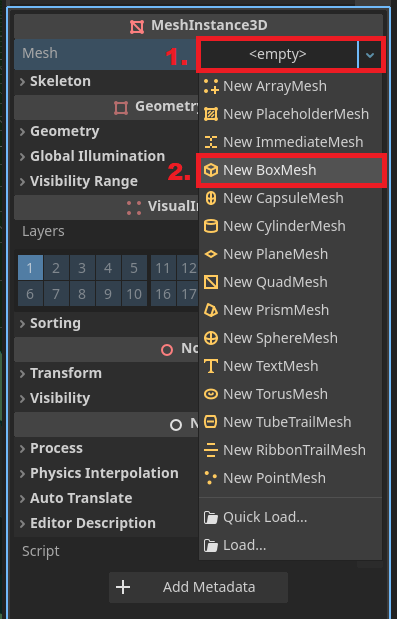 MeshInstance3D
Mesh
1.
<empty>
Skeleton
New ArrayMesh
Geometry
New PlaceholderMesh
Geometry
New ImmediateMesh
Global Illumination
2.
New BoxMesh
Visibility Range
New CapsuleMesh
VisualIn
Layers
New CylinderMesh
New PlaneMesh
1 2 3 4 5 11 12
New QuadMesh
6 7 8 9 10 16 17
New PrismMesh
Sorting
New SphereMesh
No
New TextMesh
Transform
New TorusMesh
Visibility
N
New TubeTrailMesh
Process
New RibbonTrailMesh
Physics Interpolation
New PointMesh
Auto Translate
Editor Description
Quick Load...
Script
Load...
Add Metadata